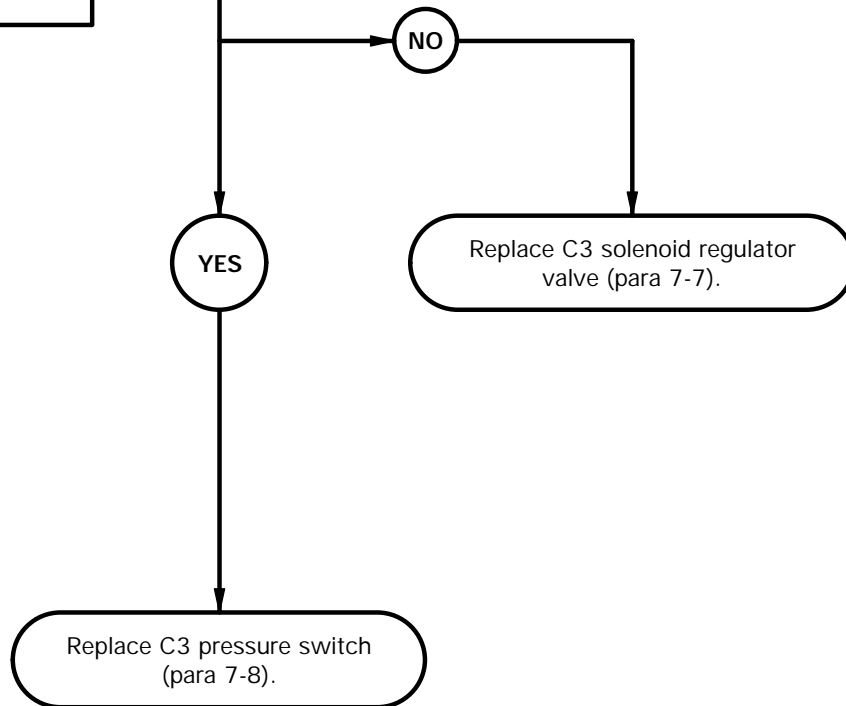 NO
YES
Replace C3 solenoid regulator
valve (para 7-7).
Replace C3 pressure switch
(para 7-8).